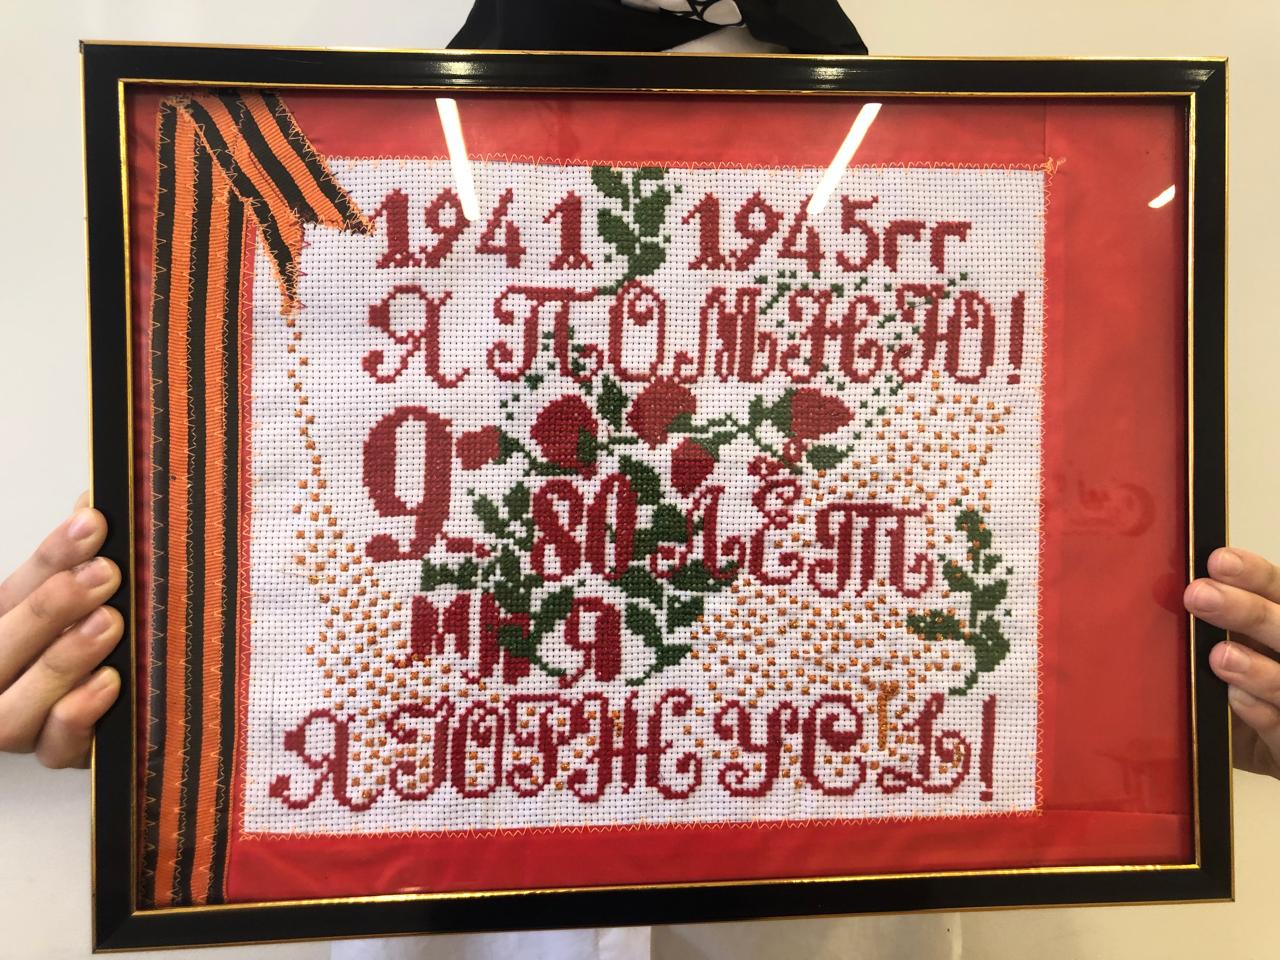 1941 1945гг
Я ПОМНЮ!
9 80 ЛЕТ
МАЯ
Я ГОРЖУСЬ!